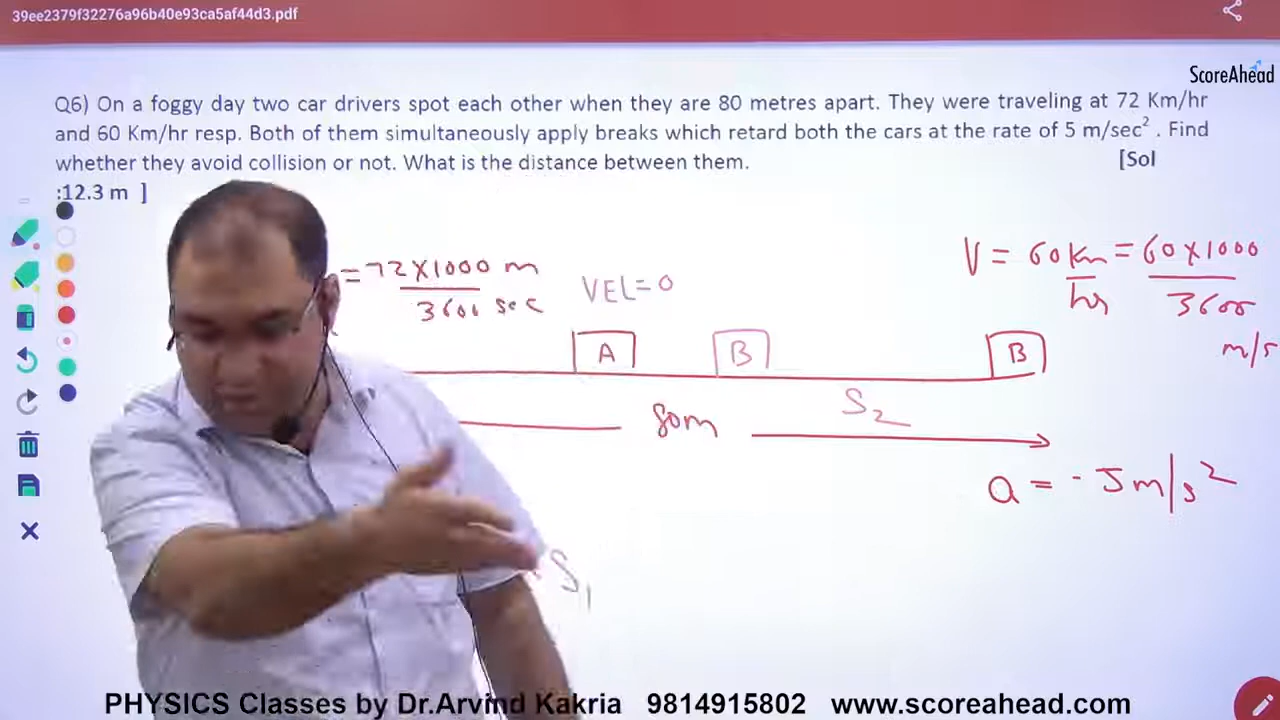 39ee2379f32276a96b40e93ca5af44d3.pdf
ScoreAhead
Q6) On a foggy day two car drivers spot each other when they are 80 metres apart. They were traveling at 72 Km/hr
and 60 Km/hr resp. Both of them simultaneously apply breaks which retard both the cars at the rate of 5 m/sec² . Find
whether they avoid collision or not. What is the distance between them. [Sol
:12.3 m ]
= 72 X 1000 m
3600 sec
VEL = 0
V = 60 Km = 60 X 1000
hr 3600
m/s
A B B
80m
S2
a = - 5 m/s²
S1
PHYSICS Classes by Dr.Arvind Kakria 9814915802 www.scoreahead.com